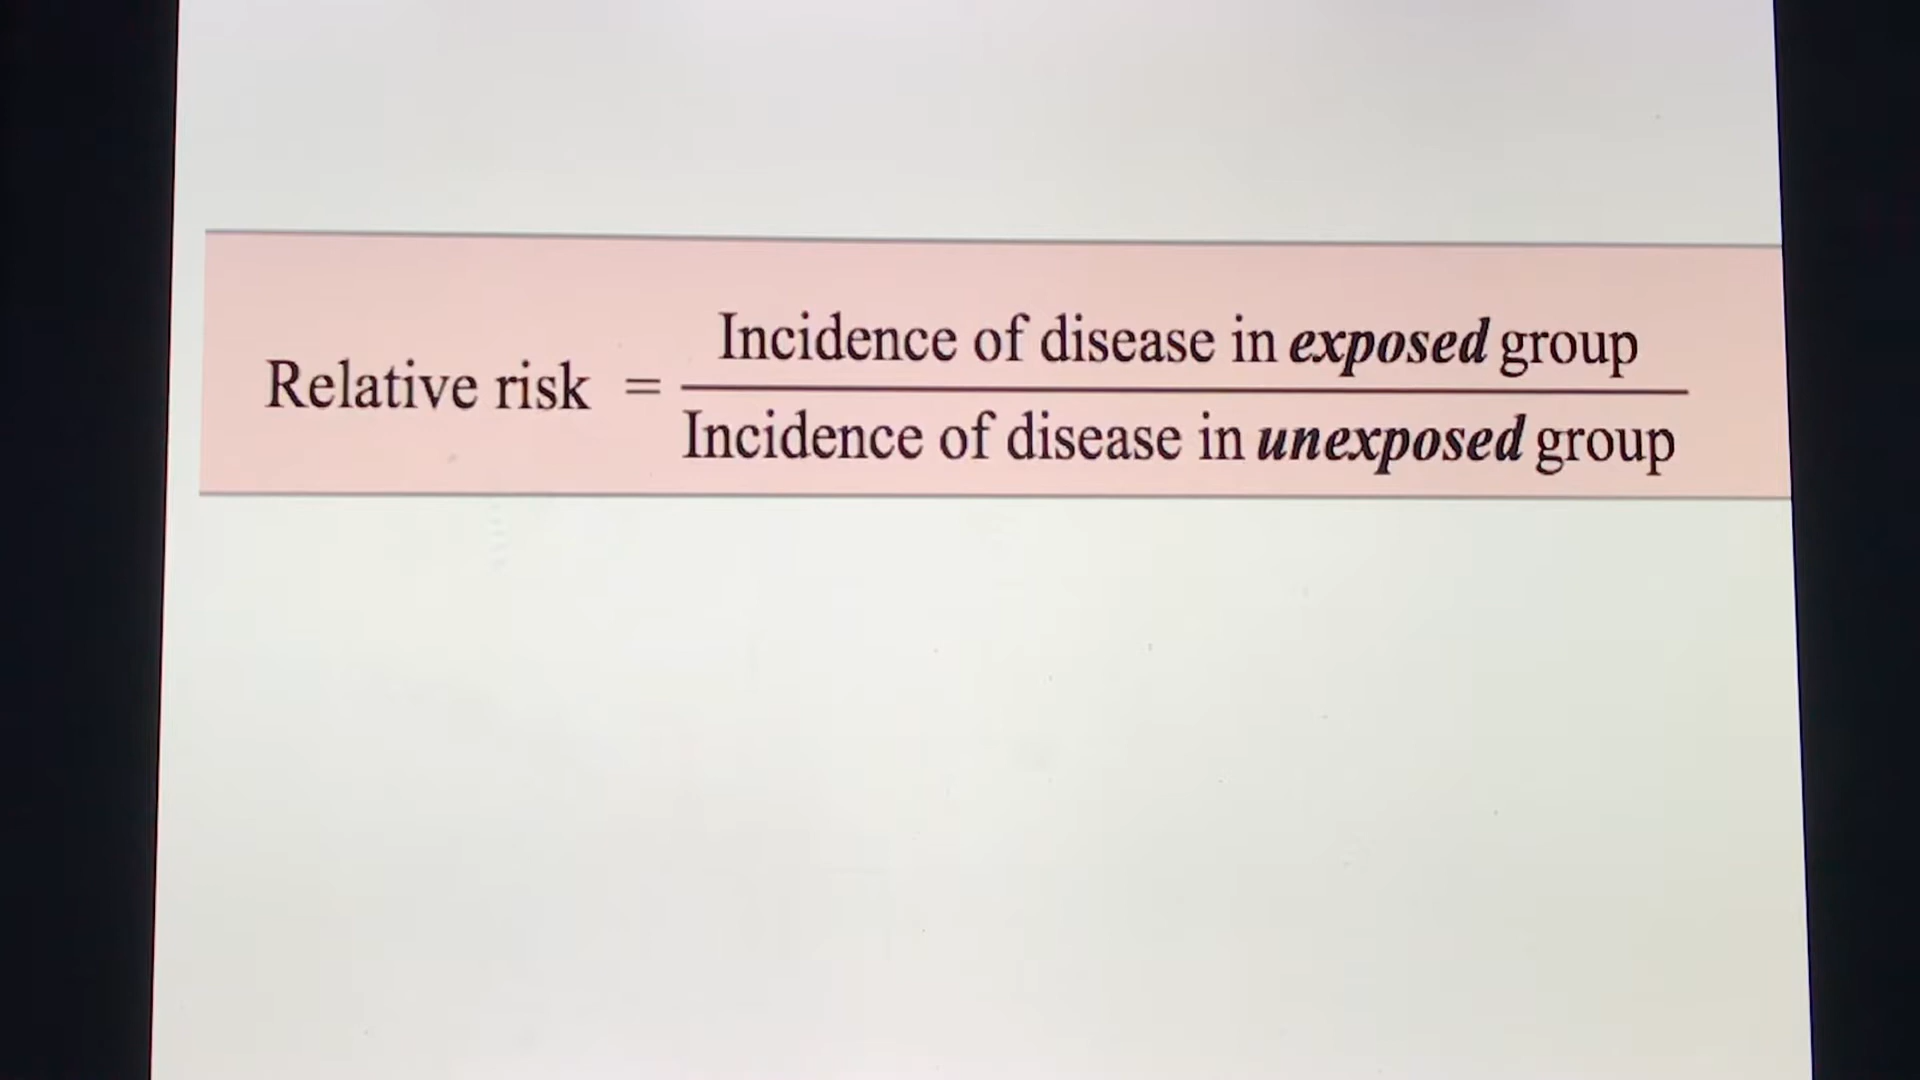 Relative risk = Incidence of disease in exposed group
Incidence of disease in unexposed group